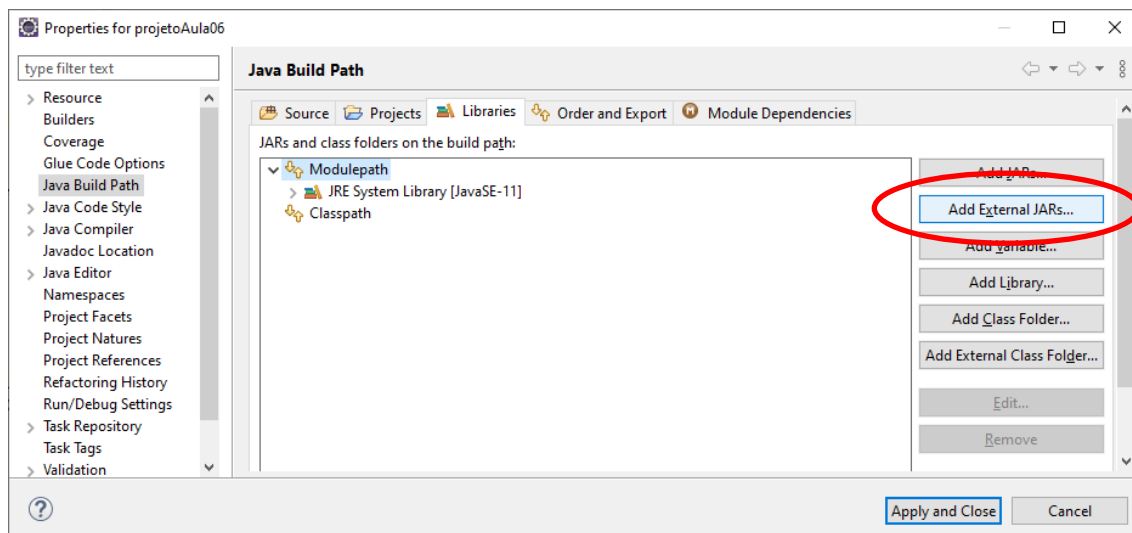 Properties for projetoAula06
type filter text
Resource
Builders
Coverage
Glue Code Options
Java Build Path
Java Code Style
Java Compiler
Javadoc Location
Java Editor
Namespaces
Project Facets
Project Natures
Project References
Refactoring History
Run/Debug Settings
Task Repository
Task Tags
Validation
Java Build Path
Source Projects Libraries Order and Export Module Dependencies
JARs and class folders on the build path:
Modulepath
JRE System Library [JavaSE-11]
Classpath
Add JARs...
Add External JARs...
Add Variable...
Add Library...
Add Class Folder...
Add External Class Folder...
Edit...
Remove
Apply and Close Cancel